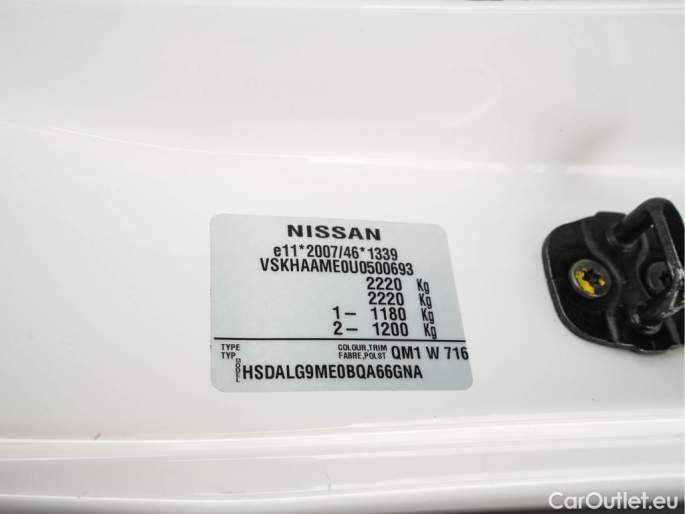 NISSAN
e11*2007/46*1339
VSKHAAME0U0500693
2220 Kg
2220 Kg
1- 1180 Kg
2- 1200 Kg
TYPE COLOUR,TRIM
TYP. FABRE,POLST QM1 W 716
MODEL HSDALG9ME0BQA66GNA
CarOutlet.eu